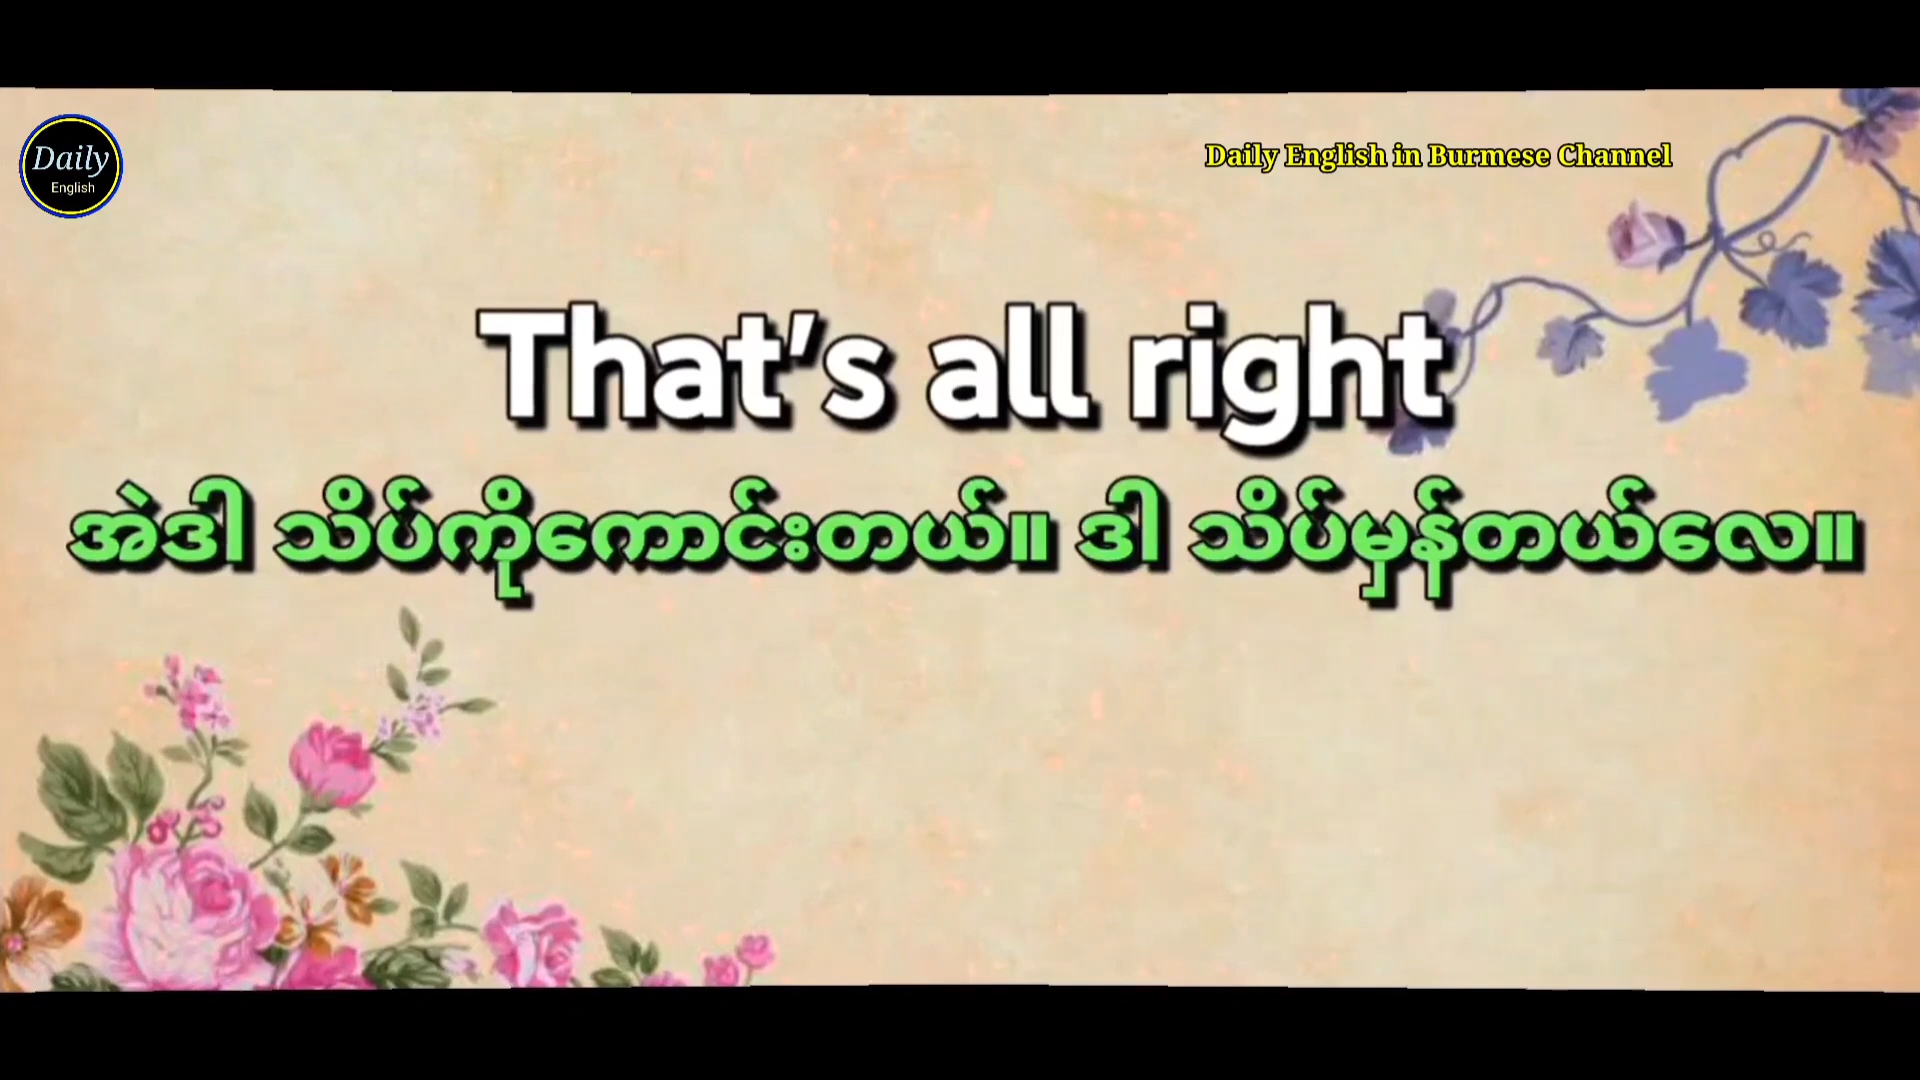 Daily
English
Daily English in Burmese Channel
That's all right
အဲဒါ သိပ်ကိုကောင်းတယ်။ ဒါ သိပ်မှန်တယ်လေ။